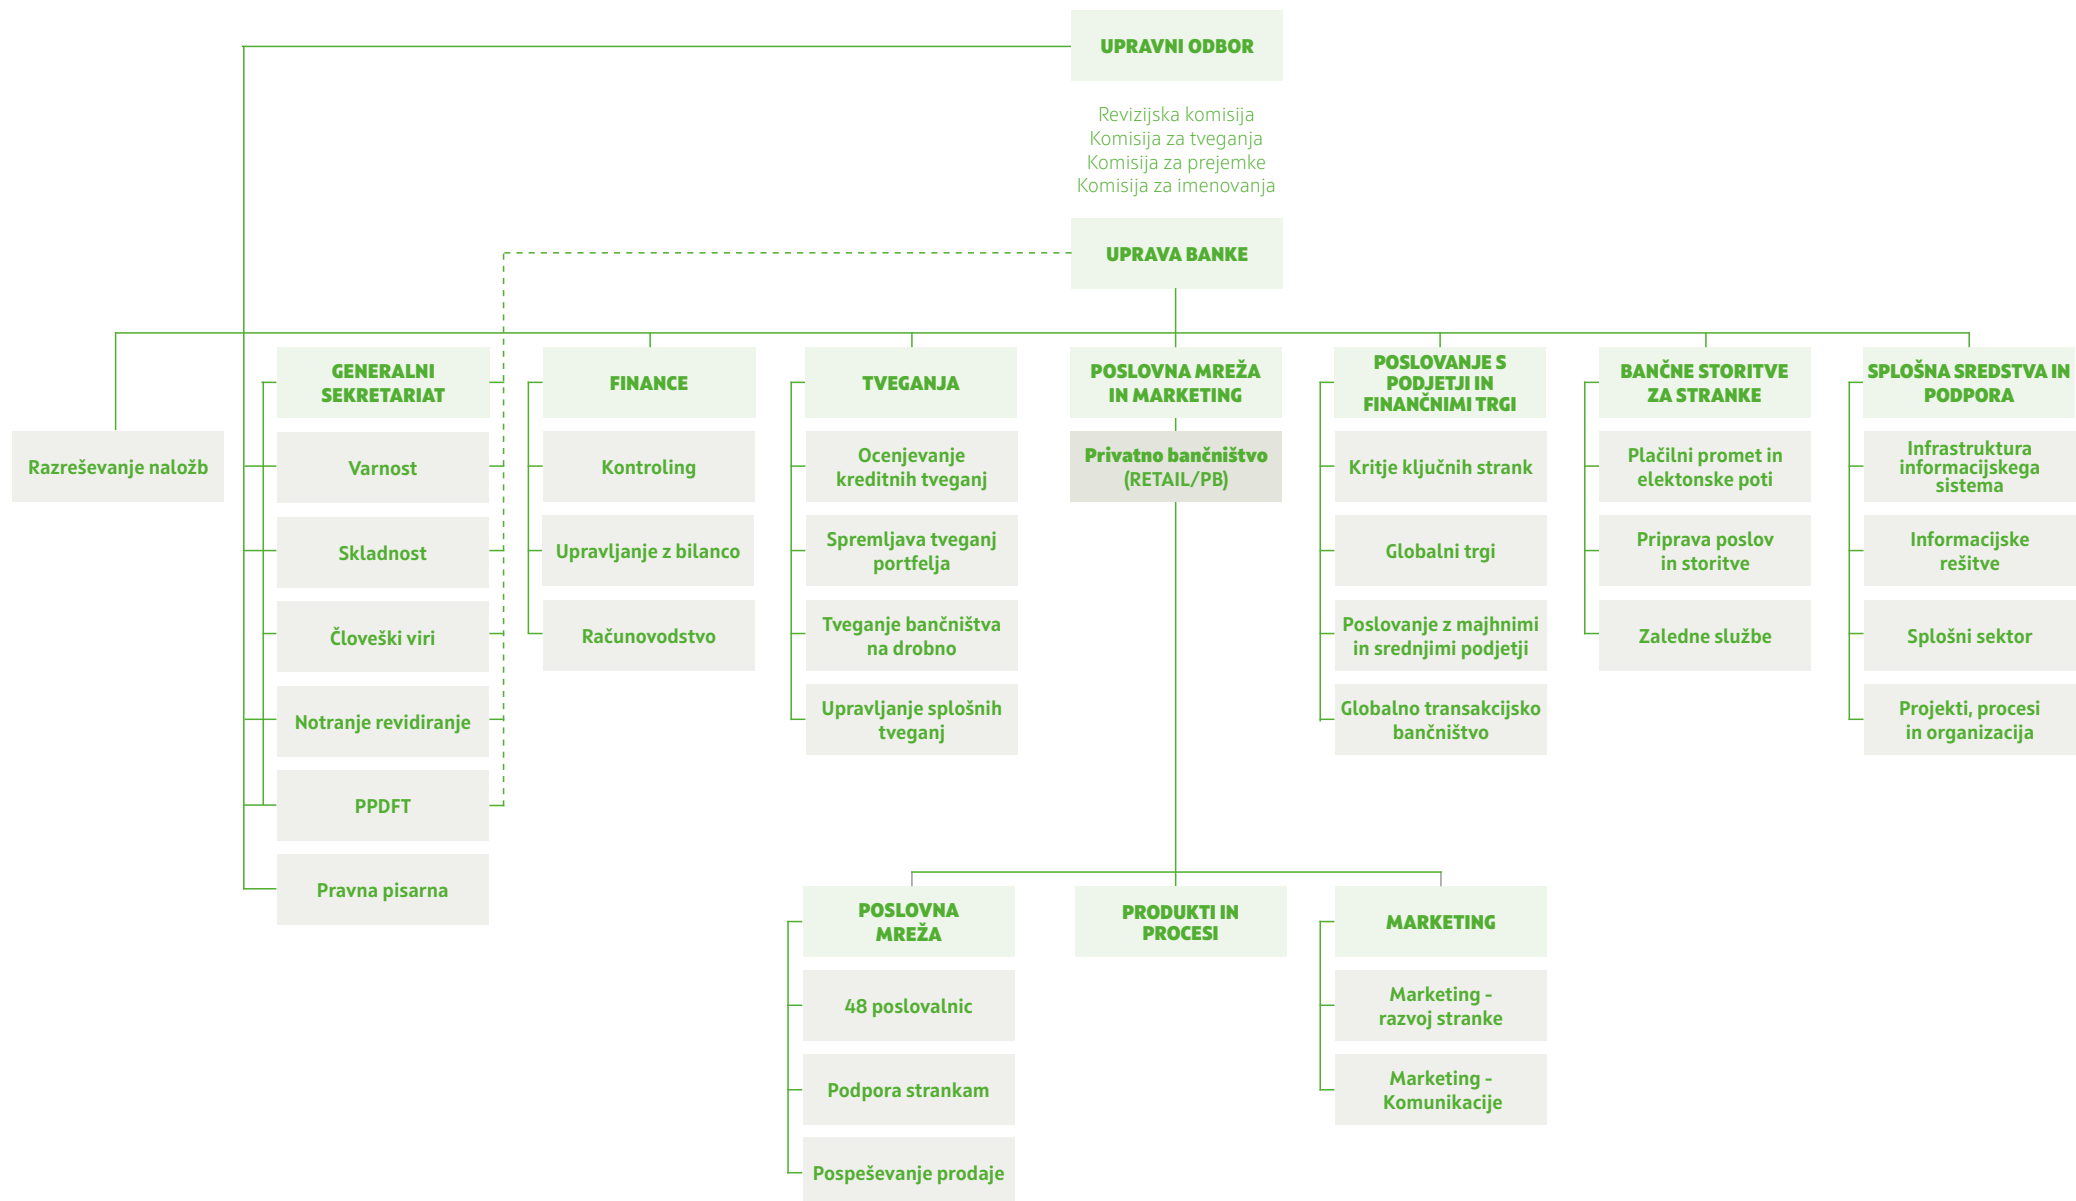 UPRAVNI ODBOR
Revizijska komisija
Komisija za tveganja
Komisija za prejemke
Komisija za imenovanja
UPRAVA BANKE
Razreševanje naložb
GENERALNI
SEKRETARIAT
Varnost
Skladnost
Človeški viri
Notranje revidiranje
PPDFT
Pravna pisarna
FINANCE
Kontroling
Upravljanje z bilanco
Računovodstvo
TVEGANJA
Ocenjevanje
kreditnih tveganj
Spremljava tveganj
portfelja
Tveganje bančništva
na drobno
Upravljanje splošnih
tveganj
POSLOVNA MREŽA
IN MARKETING
Privatno bančništvo
(RETAIL/PB)
POSLOVANJE S
PODJETJI IN
FINANČNIMI TRGI
Kritje ključnih strank
Globalni trgi
Poslovanje z majhnimi
in srednjimi podjetji
Globalno transakcijsko
bančništvo
BANČNE STORITVE
ZA STRANKE
Plačilni promet in
elektonske poti
Priprava poslov
in storitve
Zaledne službe
SPLOŠNA SREDSTVA IN
PODPORA
Infrastruktura
informacijskega
sistema
Informacijske
rešitve
Splošni sektor
Projekti, procesi
in organizacija
POSLOVNA
MREŽA
48 poslovalnic
Podpora strankam
Pospeševanje prodaje
PRODUKTI IN
PROCESI
MARKETING
Marketing -
razvoj stranke
Marketing -
Komunikacije